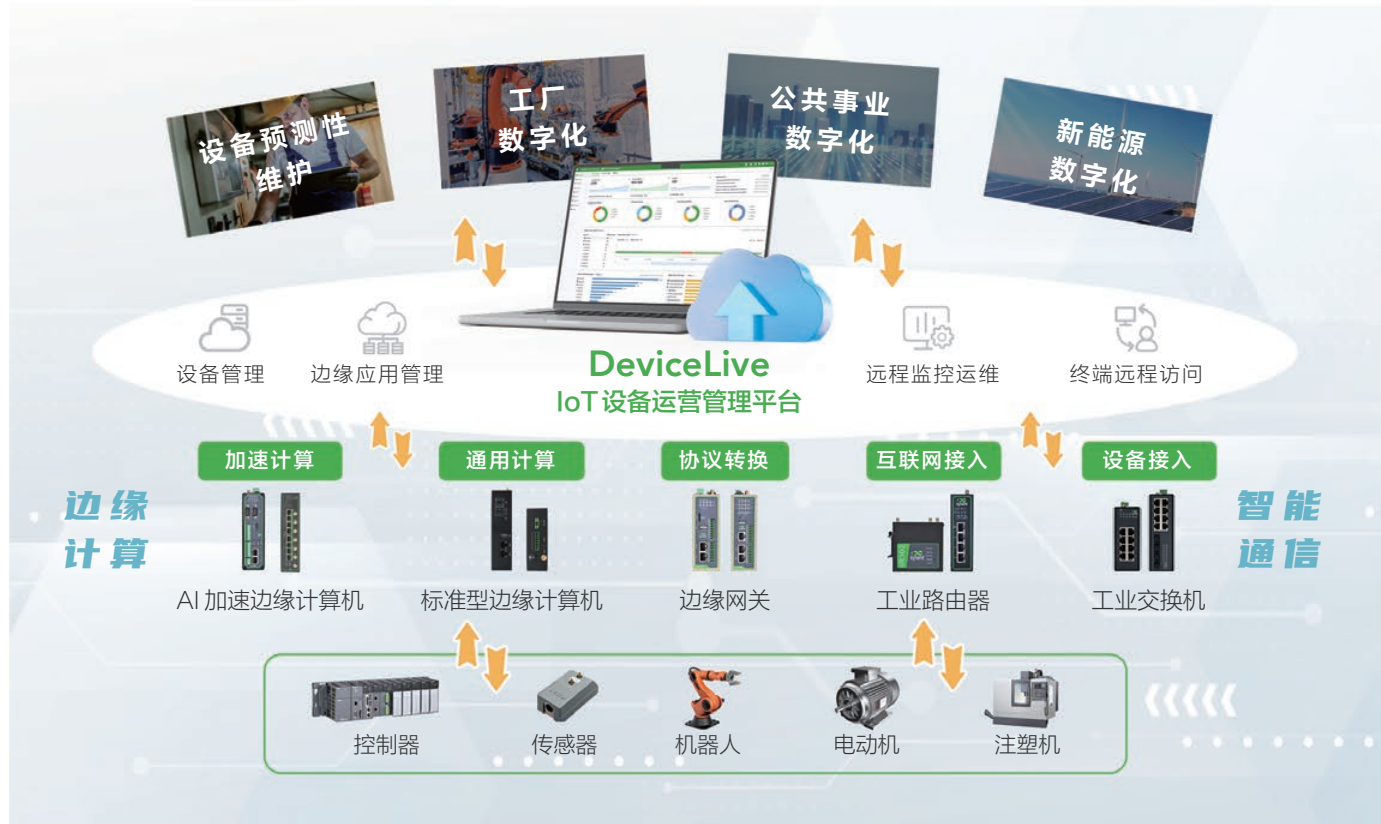 设备预测性
维护
工厂
数字化
公共事业
数字化
新能源
数字化
设备管理
边缘应用管理
DeviceLive
IoT设备运营管理平台
远程监控运维
终端远程访问
加速计算
通用计算
协议转换
互联网接入
设备接入
边缘
计算
智能
通信
AI加速边缘计算机
标准型边缘计算机
边缘网关
工业路由器
工业交换机
控制器
传感器
机器人
电动机
注塑机